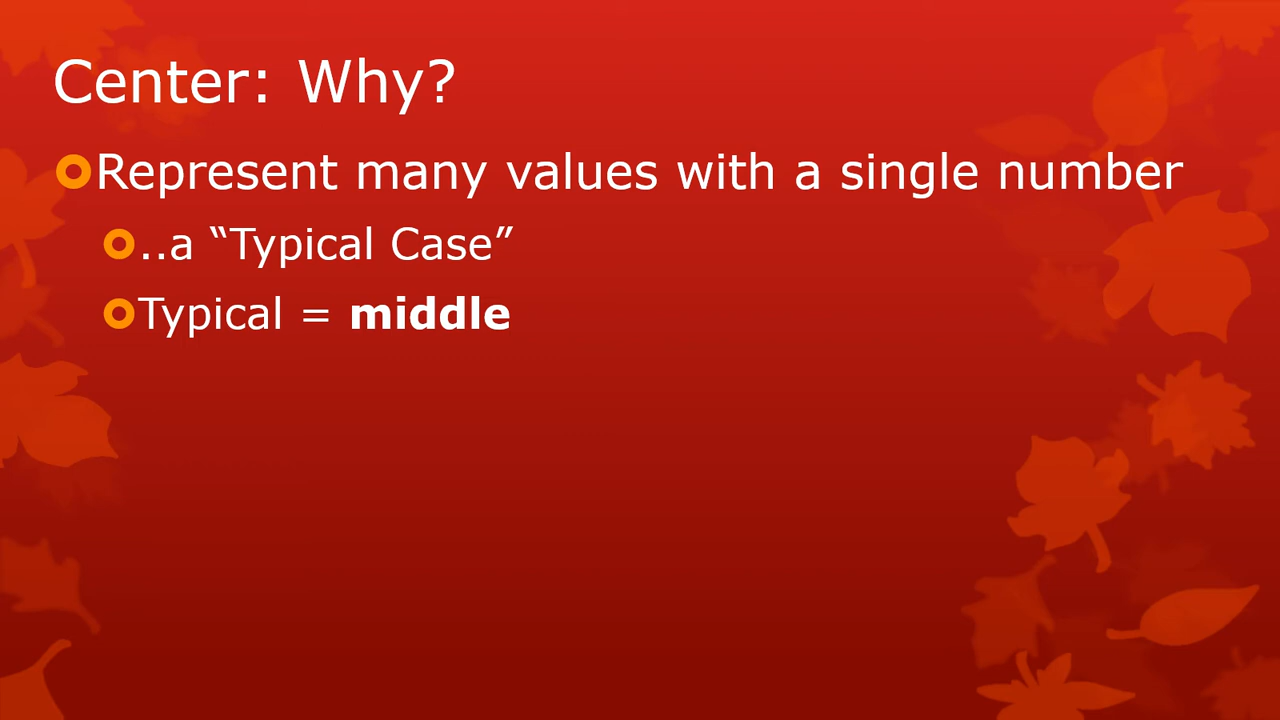 Center: Why?
Represent many values with a single number
..a “Typical Case”
Typical = middle